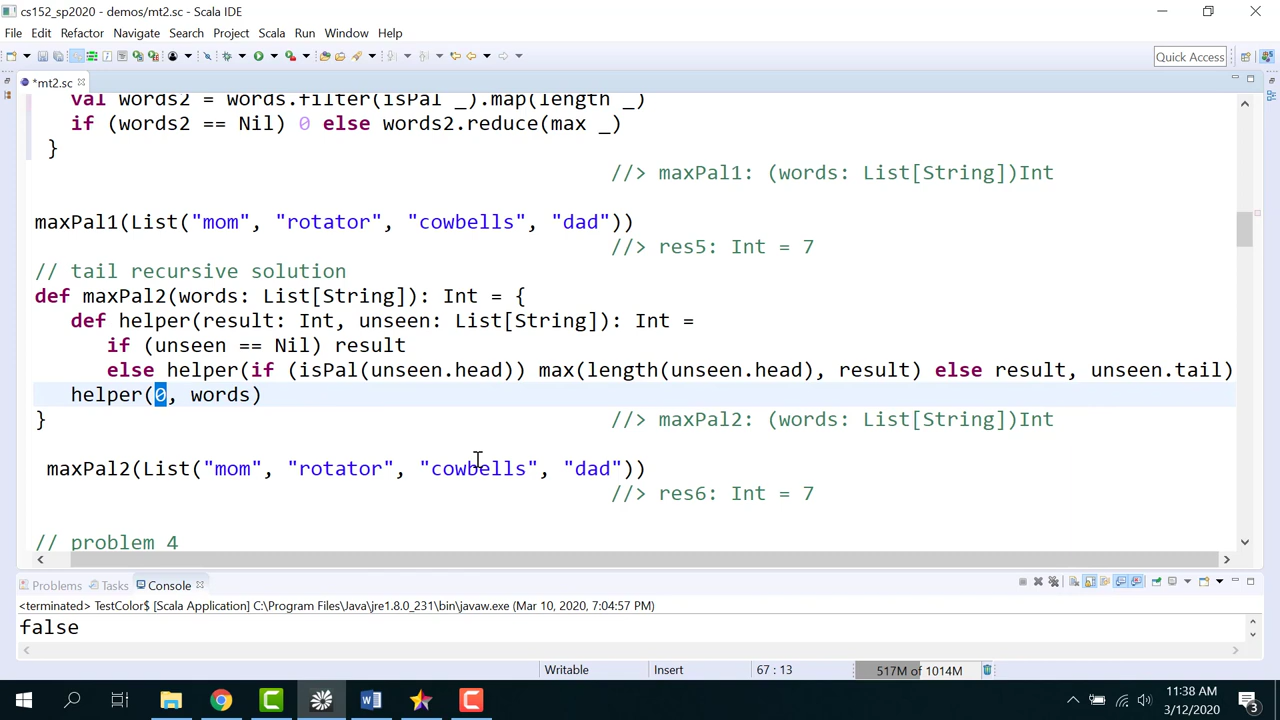 cs152_sp2020 - demos/mt2.sc - Scala IDE
File Edit Refactor Navigate Search Project Scala Run Window Help
Quick Access
*mt2.sc
val words2 = words.filter(isPal _).map(length _)
if (words2 == Nil) 0 else words2.reduce(max _)
}
//> maxPal1: (words: List[String])Int
maxPal1(List("mom", "rotator", "cowbells", "dad"))
//> res5: Int = 7
// tail recursive solution
def maxPal2(words: List[String]): Int = {
def helper(result: Int, unseen: List[String]): Int =
if (unseen == Nil) result
else helper(if (isPal(unseen.head)) max(length(unseen.head), result) else result, unseen.tail)
helper(0, words)
} //> maxPal2: (words: List[String])Int
maxPal2(List("mom", "rotator", "cowbells", "dad"))
//> res6: Int = 7
// problem 4
Problems Tasks Console
<terminated> TestColor$ [Scala Application] C:\Program Files\Java\jre1.8.0_231\bin\javaw.exe (Mar 10, 2020, 7:04:57 PM)
false
Writable Insert 67 : 13 517M of 1014M
11:38 AM
3/12/2020
3